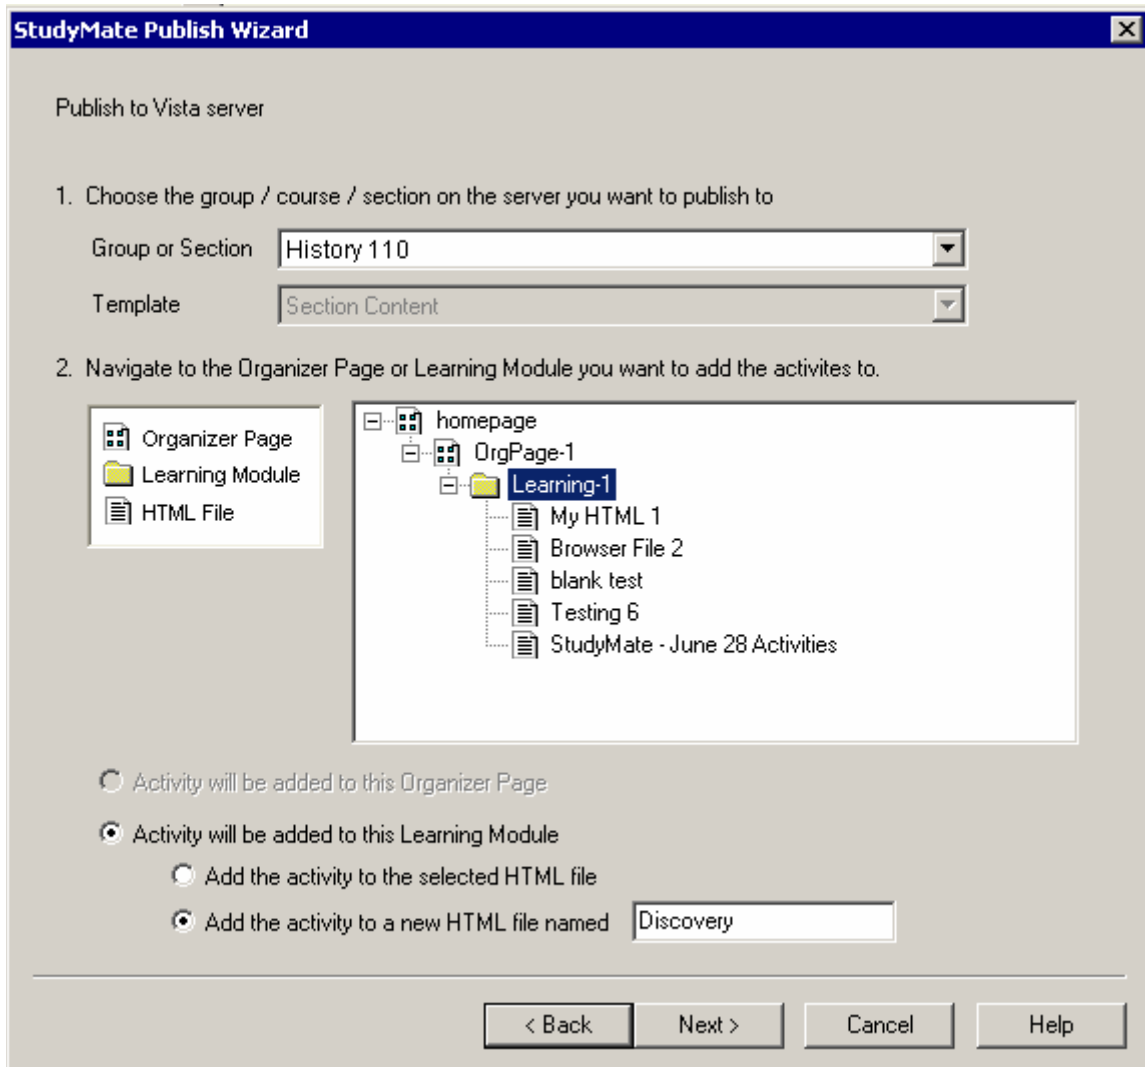 StudyMate Publish Wizard
Publish to Vista server
1. Choose the group / course / section on the server you want to publish to
Group or Section History 110
Template Section Content
2. Navigate to the Organizer Page or Learning Module you want to add the activites to.
Organizer Page
Learning Module
HTML File
homepage
OrgPage-1
Learning-1
My HTML 1
Browser File 2
blank test
Testing 6
StudyMate - June 28 Activities
Activity will be added to this Organizer Page
Activity will be added to this Learning Module
Add the activity to the selected HTML file
Add the activity to a new HTML file named Discovery
< Back Next > Cancel Help